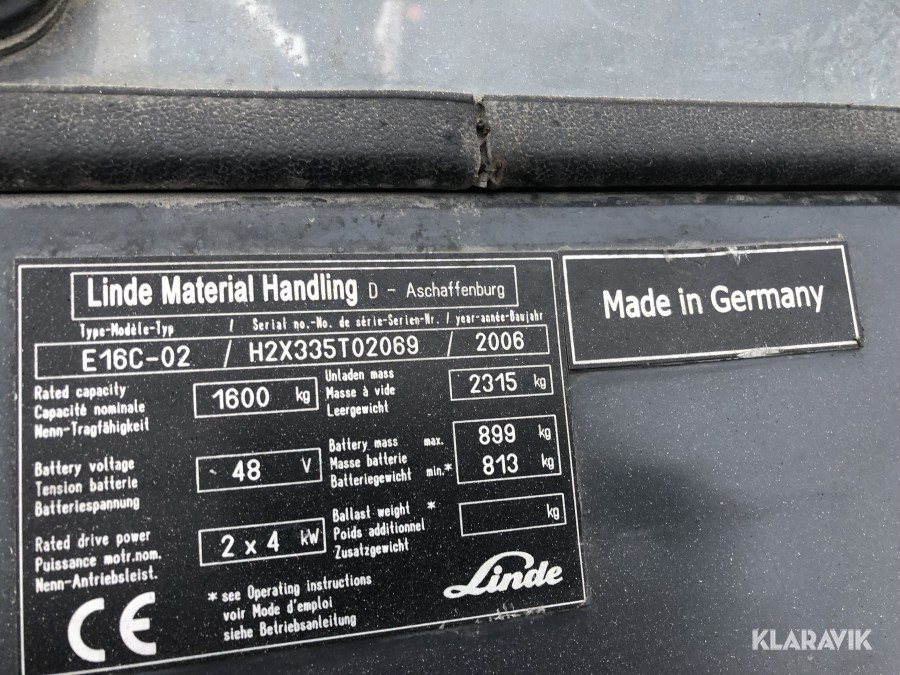 Linde Material Handling D - Aschaffenburg
Made in Germany
Type-Modèle-Typ / Serial no.-No. de série-Serien-Nr. / year-année-Baujahr
E16C-02 / H2X335T02069 / 2006
Rated capacity
Capacité nominale
Nenn-Tragfähigkeit
1600 kg
Unladen mass
Masse à vide
Leergewicht
2315 kg
Battery voltage
Tension batterie
Batteriespannung
48 V
Battery mass max. 899 kg
Masse batterie
Batteriegewicht min.* 813 kg
Rated drive power
Puissance motr.nom.
Nenn-Antriebsleist.
2 x 4 kW
Ballast weight *
Poids additionnel
Zusatzgewicht
kg
* see Operating instructions
voir Mode d'emploi
siehe Betriebsanleitung
CE
Linde
KLARAVIK